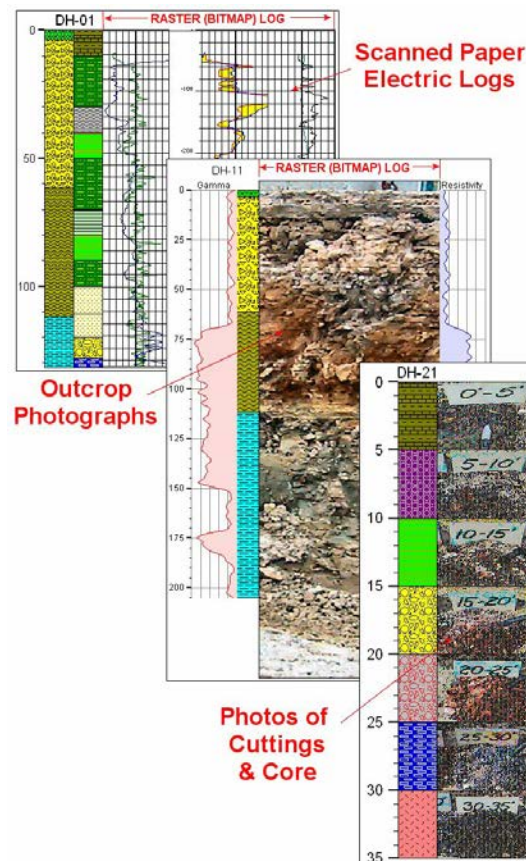 DH-01
RASTER (BITMAP) LOG
0
50
100
-100
-200
Scanned Paper
Electric Logs
DH-11
RASTER (BITMAP) LOG
Gamma
Resistivity
0
25
50
75
100
125
150
175
200
Outcrop
Photographs
DH-21
0
5
10
15
20
25
30
35
0'-5'
5-10'
10-15'
15-20'
20-25'
25-30'
30-35'
Photos of
Cuttings
& Core